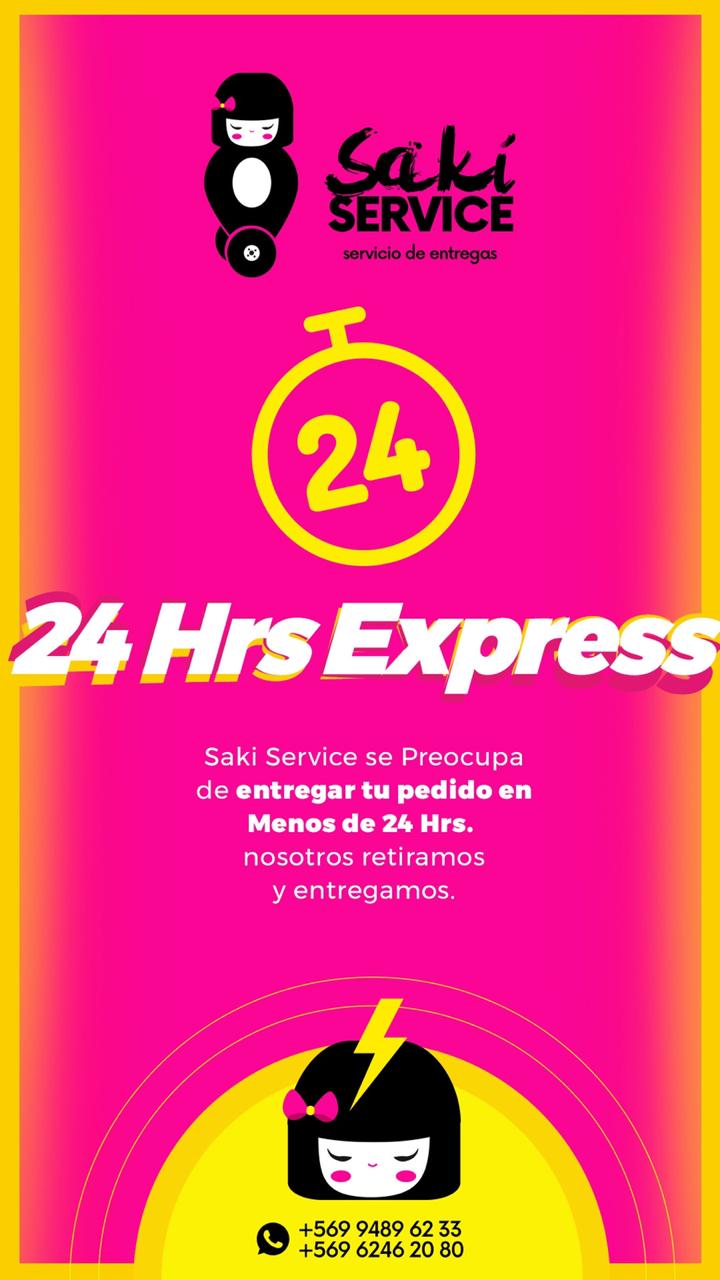 Saki
SERVICE
servicio de entregas
24
24 Hrs Express
Saki Service se Preocupa
de entregar tu pedido en
Menos de 24 Hrs.
nosotros retiramos
y entregamos.
+569 9489 62 33
+569 6246 20 80